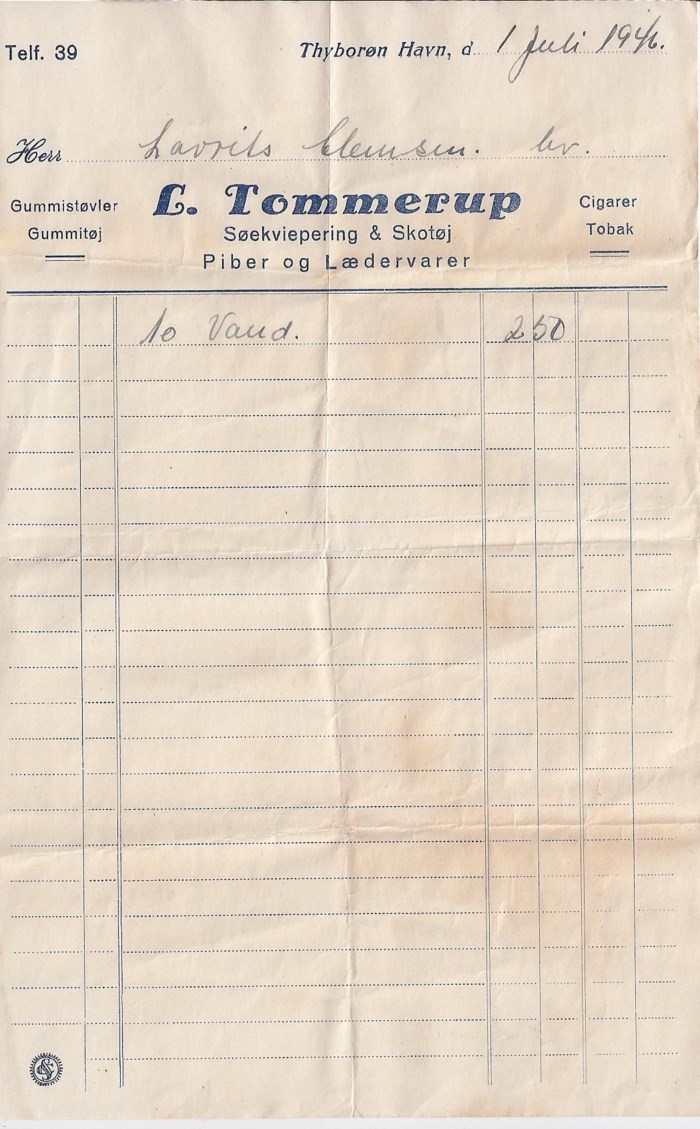 Telf. 39
Thyborøn Havn, d. 1 Juli 1946.
Herr Lavrits Clemsen.
L. Tommerup
Gummistøvler
Gummitøj
Søekviepering & Skotøj
Piber og Lædervarer
Cigarer
Tobak
10 Vand. 2 50